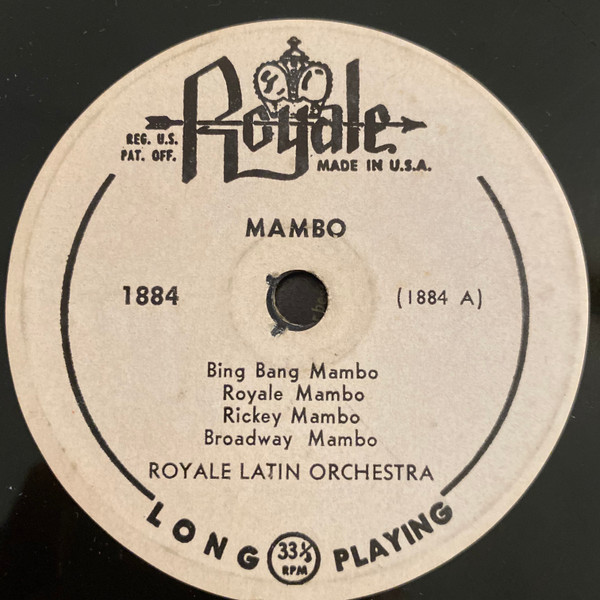 Royale
REG. U.S.
PAT. OFF.
MADE IN U.S.A.
MAMBO
1884
(1884 A)
Bing Bang Mambo
Royale Mambo
Rickey Mambo
Broadway Mambo
ROYALE LATIN ORCHESTRA
LONG PLAYING
33⅓
RPM